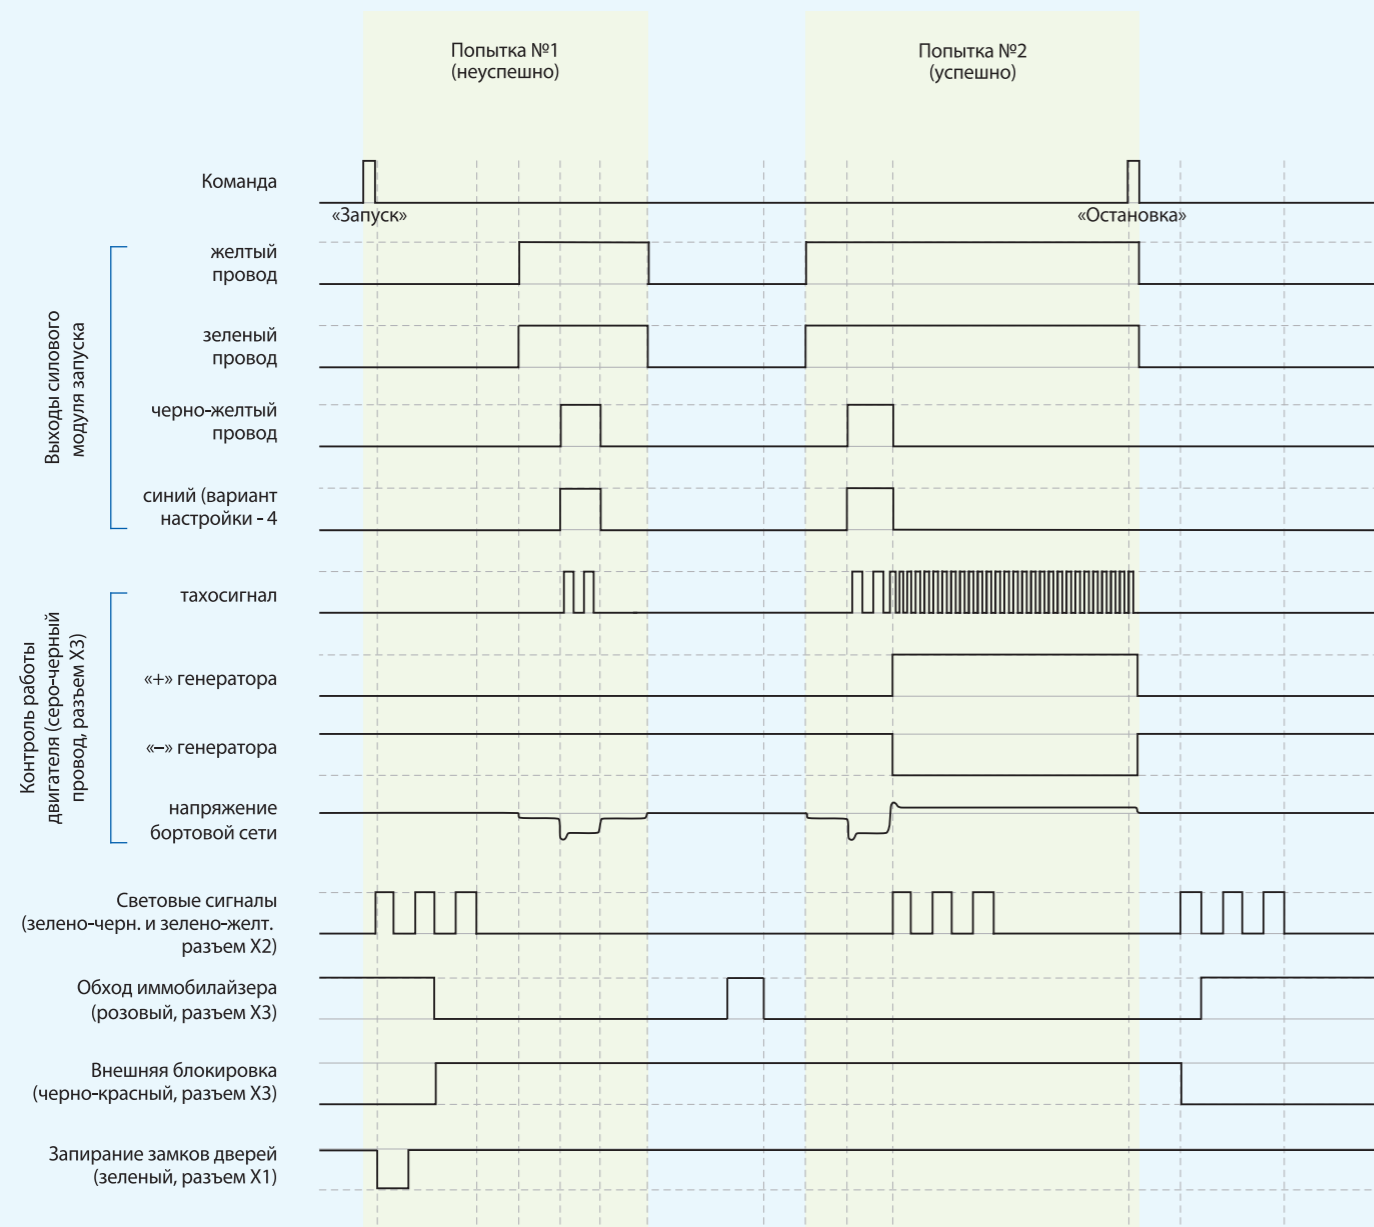 Попытка №1
(неуспешно)
Попытка №2
(успешно)
Команда
«Запуск»
«Остановка»
Выходы силового
модуля запуска
желтый
провод
зеленый
провод
черно-желтый
провод
синий (вариант
настройки - 4
Контроль работы
двигателя (серо-черный
провод, разъем X3)
тахосигнал
«+» генератора
«–» генератора
напряжение
бортовой сети
Световые сигналы
(зелено-черн. и зелено-желт.
разъем X2)
Обход иммобилайзера
(розовый, разъем X3)
Внешняя блокировка
(черно-красный, разъем X3)
Запирание замков дверей
(зеленый, разъем X1)